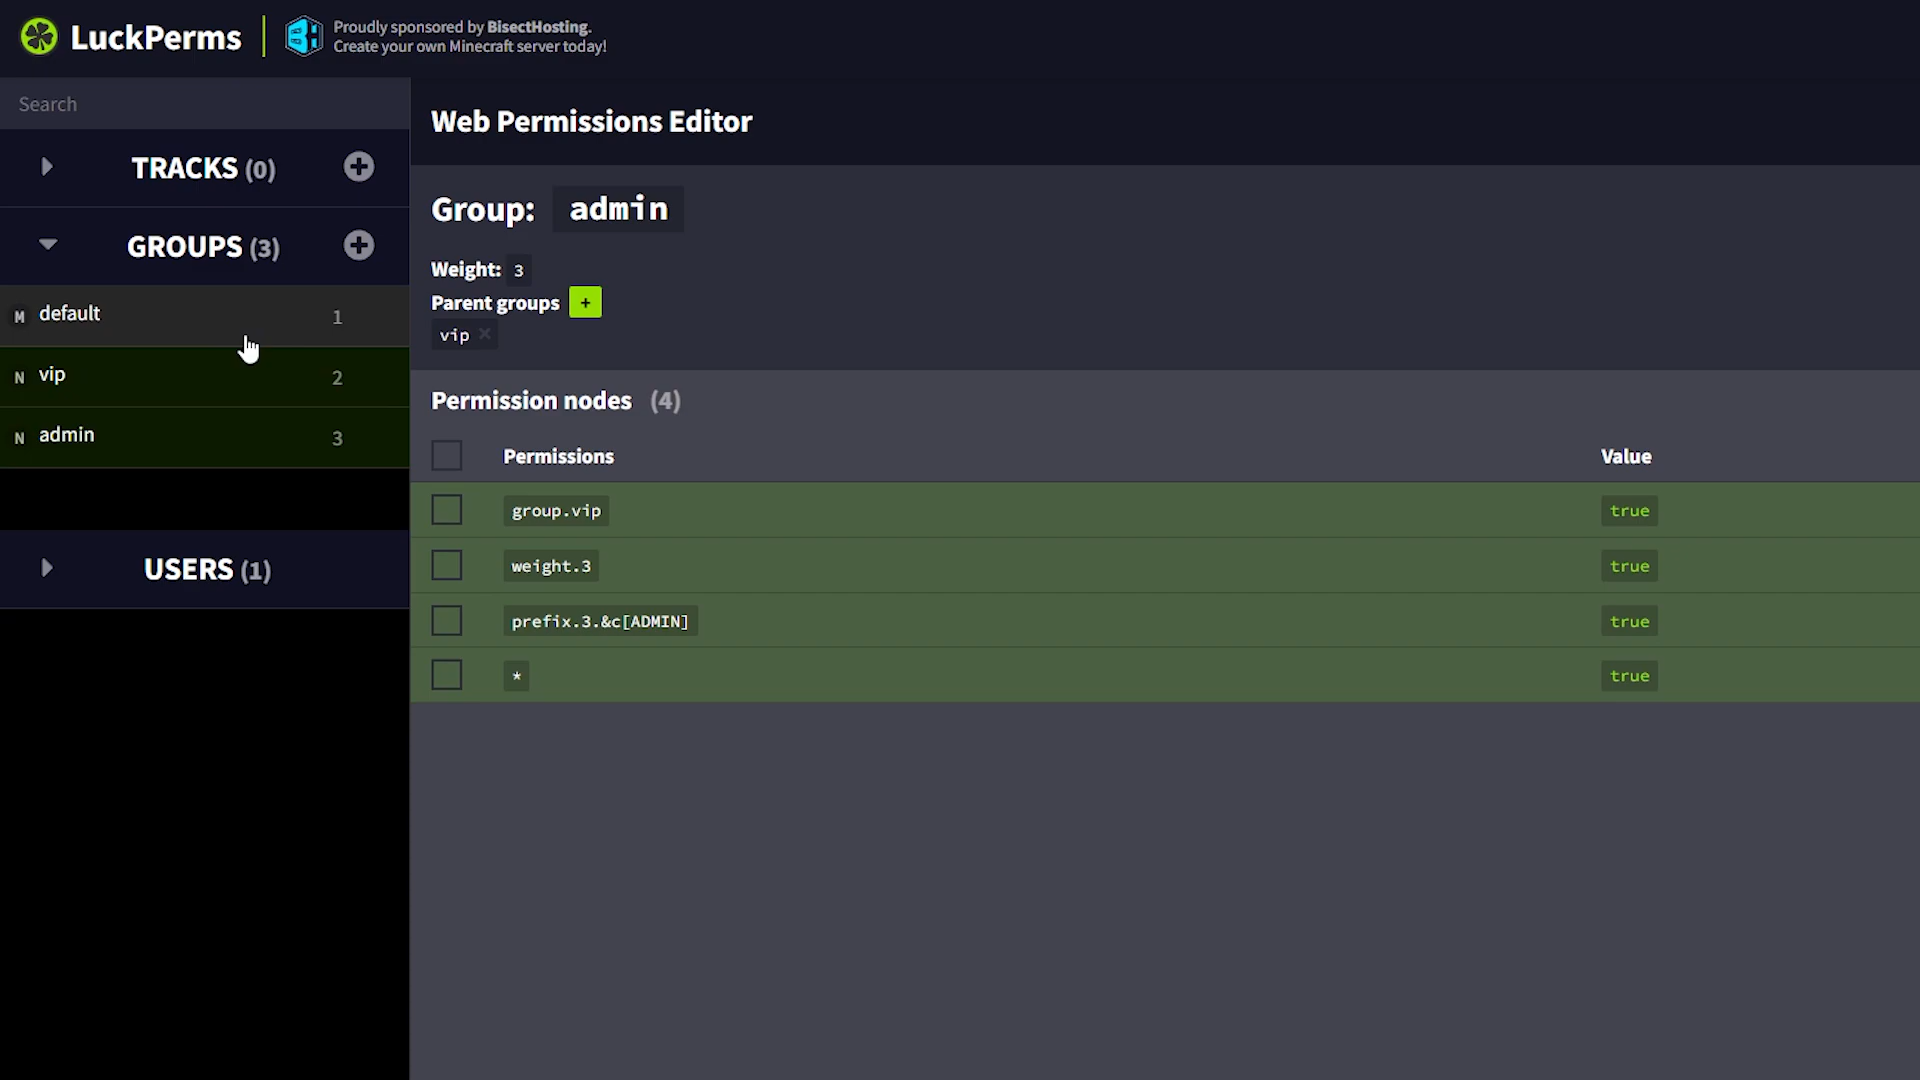 LuckPerms
Proudly sponsored by BisectHosting.
Create your own Minecraft server today!
Search
TRACKS (0)
GROUPS (3)
M default 1
N vip 2
N admin 3
USERS (1)
Web Permissions Editor
Group: admin
Weight: 3
Parent groups +
vip ×
Permission nodes (4)
Permissions Value
group.vip true
weight.3 true
prefix.3.&c[ADMIN] true
* true